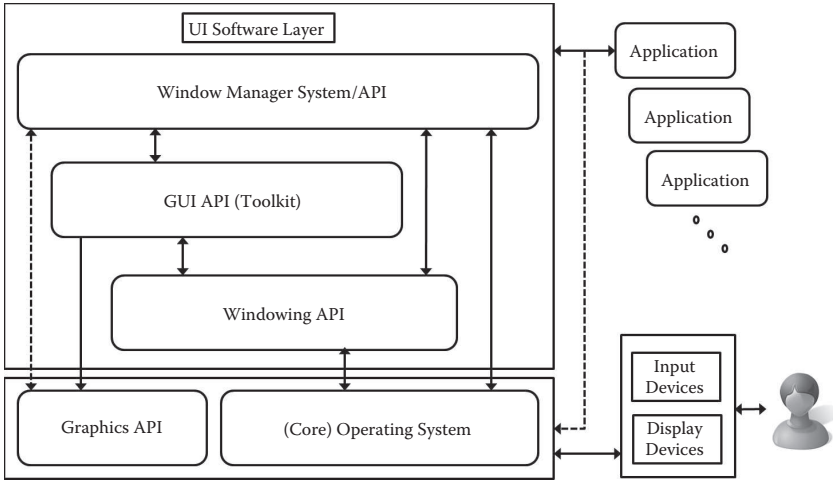 UI Software Layer
Window Manager System/API
GUI API (Toolkit)
Windowing API
Graphics API
(Core) Operating System
Application
Application
Application
Input
Devices
Display
Devices